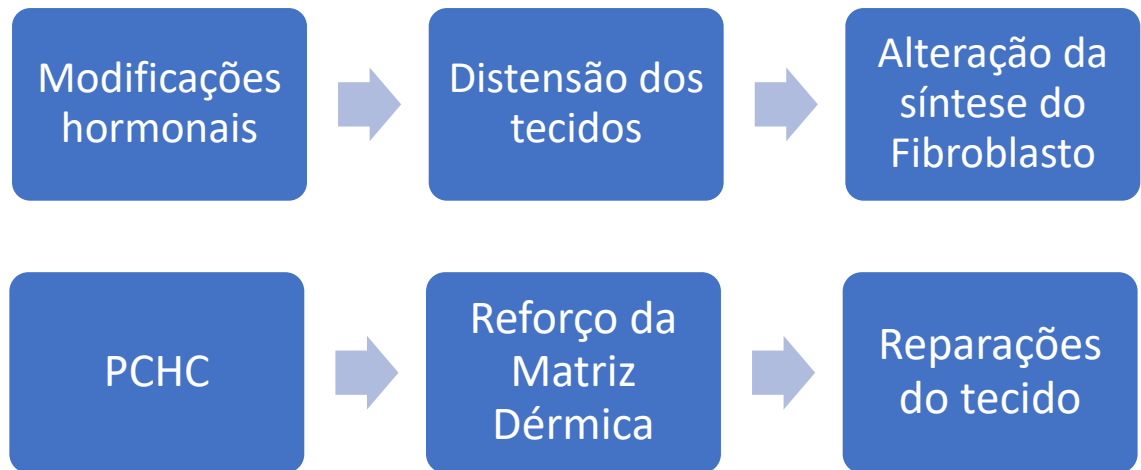 Modificações
hormonais
Distensão dos
tecidos
Alteração da
síntese do
Fibroblasto
PCHC
Reforço da
Matriz
Dérmica
Reparações
do tecido